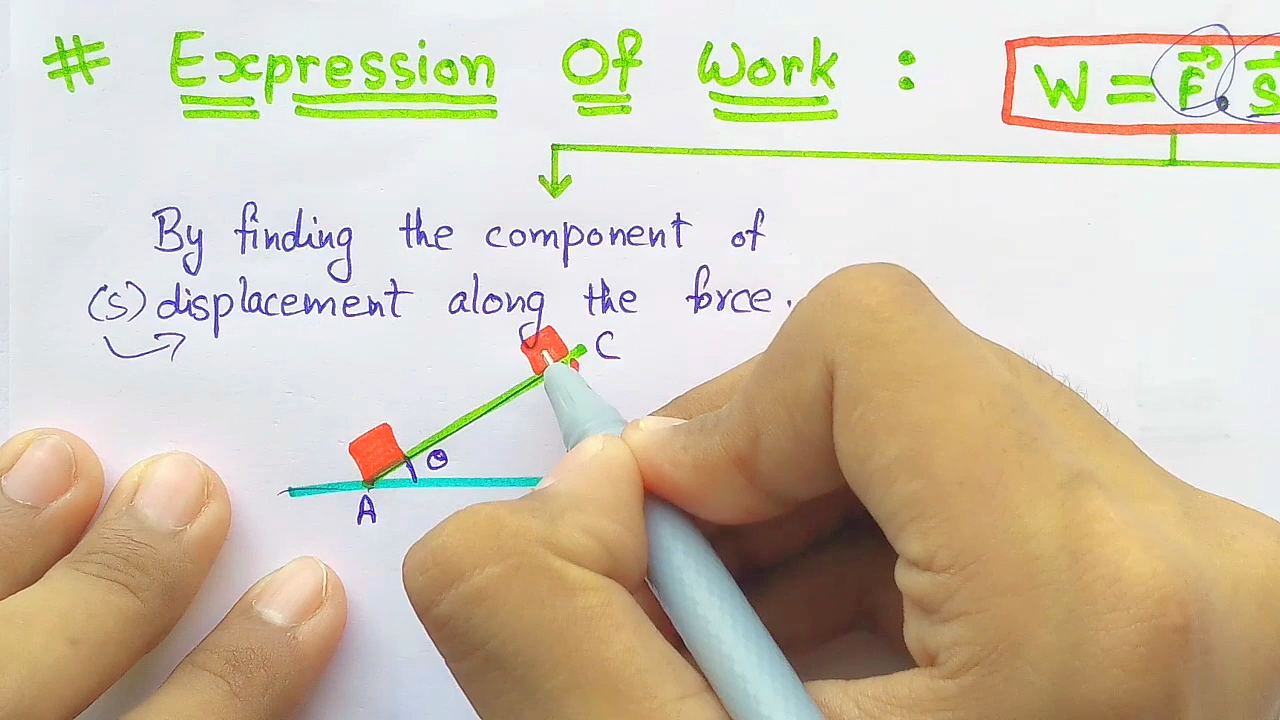 # Expression Of Work :
W = F . S
By finding the component of
(s) displacement along the force.
C
θ
A